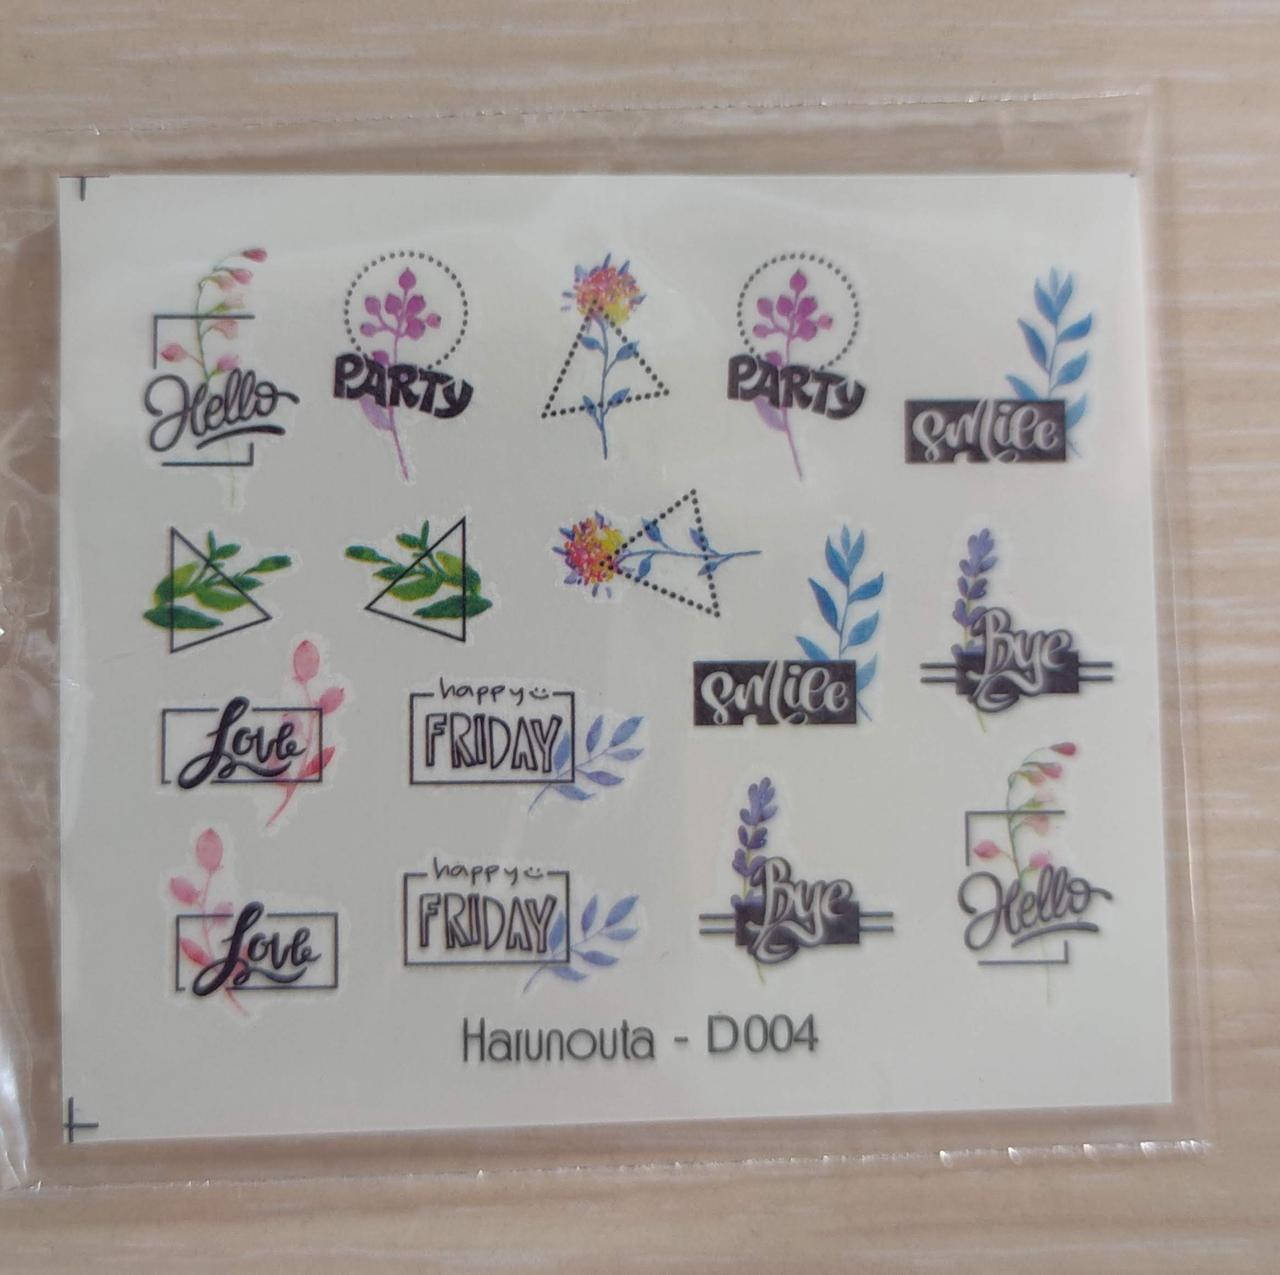 Hello
PARTY
PARTY
Smile
Smile
Bye
Love
happy
FRIDAY
Love
happy
FRIDAY
Bye
Hello
Harunouta - D004